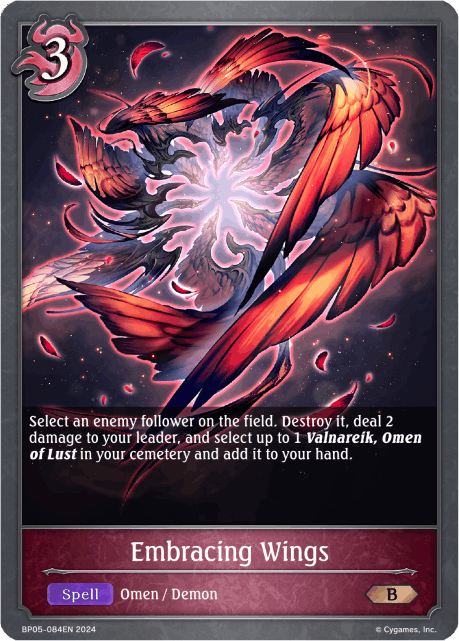 3
Select an enemy follower on the field. Destroy it, deal 2
damage to your leader, and select up to 1 Valnareik, Omen
of Lust in your cemetery and add it to your hand.
Embracing Wings
Spell Omen / Demon B
BP05-084EN 2024 © Cygames, Inc.